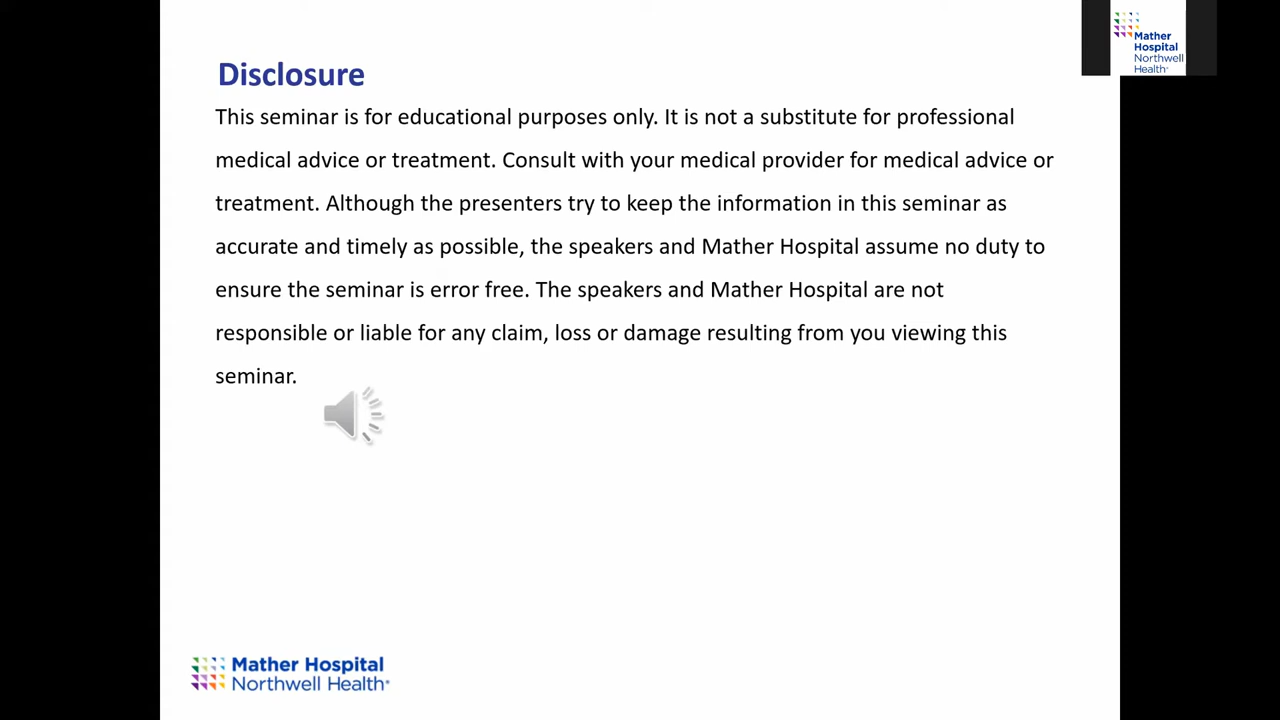 Mather
Hospital
Northwell
Health®
Disclosure
This seminar is for educational purposes only. It is not a substitute for professional
medical advice or treatment. Consult with your medical provider for medical advice or
treatment. Although the presenters try to keep the information in this seminar as
accurate and timely as possible, the speakers and Mather Hospital assume no duty to
ensure the seminar is error free. The speakers and Mather Hospital are not
responsible or liable for any claim, loss or damage resulting from you viewing this
seminar.
Mather Hospital
Northwell Health®